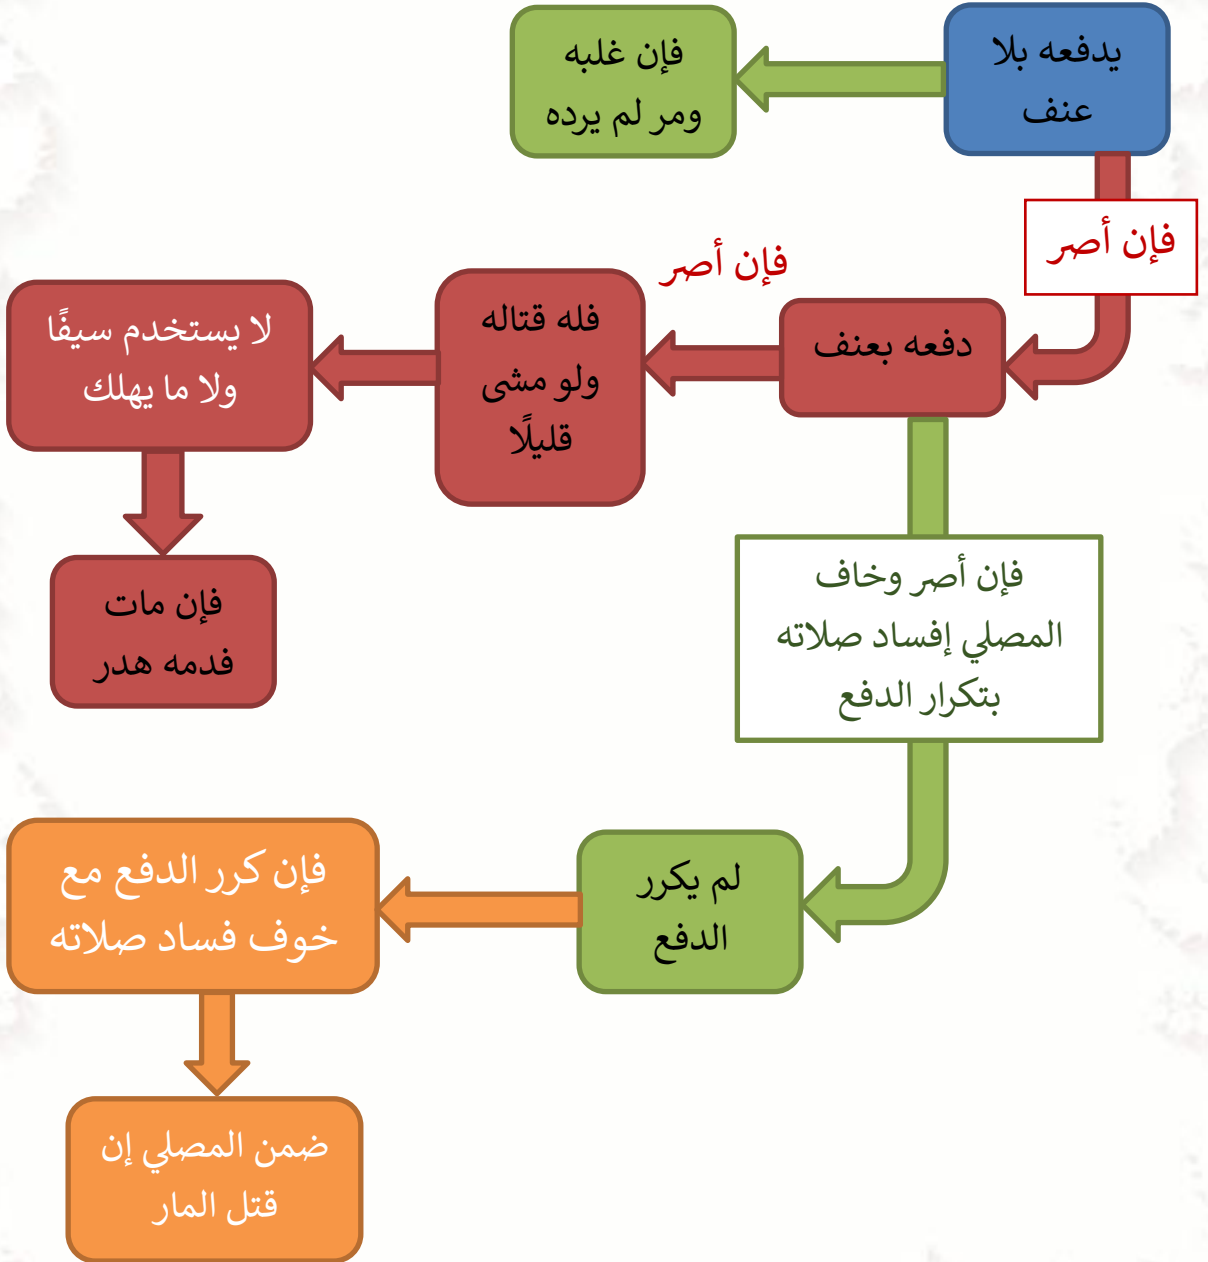 يدفعه بلا
عنف
فإن غلبه
ومر لم يرده
فإن أصر
دفعه بعنف
فإن أصر
فله قتاله
ولو مشى
قليلًا
لا يستخدم سيفًا
ولا ما يهلك
فإن مات
فدمه هدر
فإن أصر وخاف
المصلي إفساد صلاته
بتكرار الدفع
لم يكرر
الدفع
فإن كرر الدفع مع
خوف فساد صلاته
ضمن المصلي إن
قتل المار